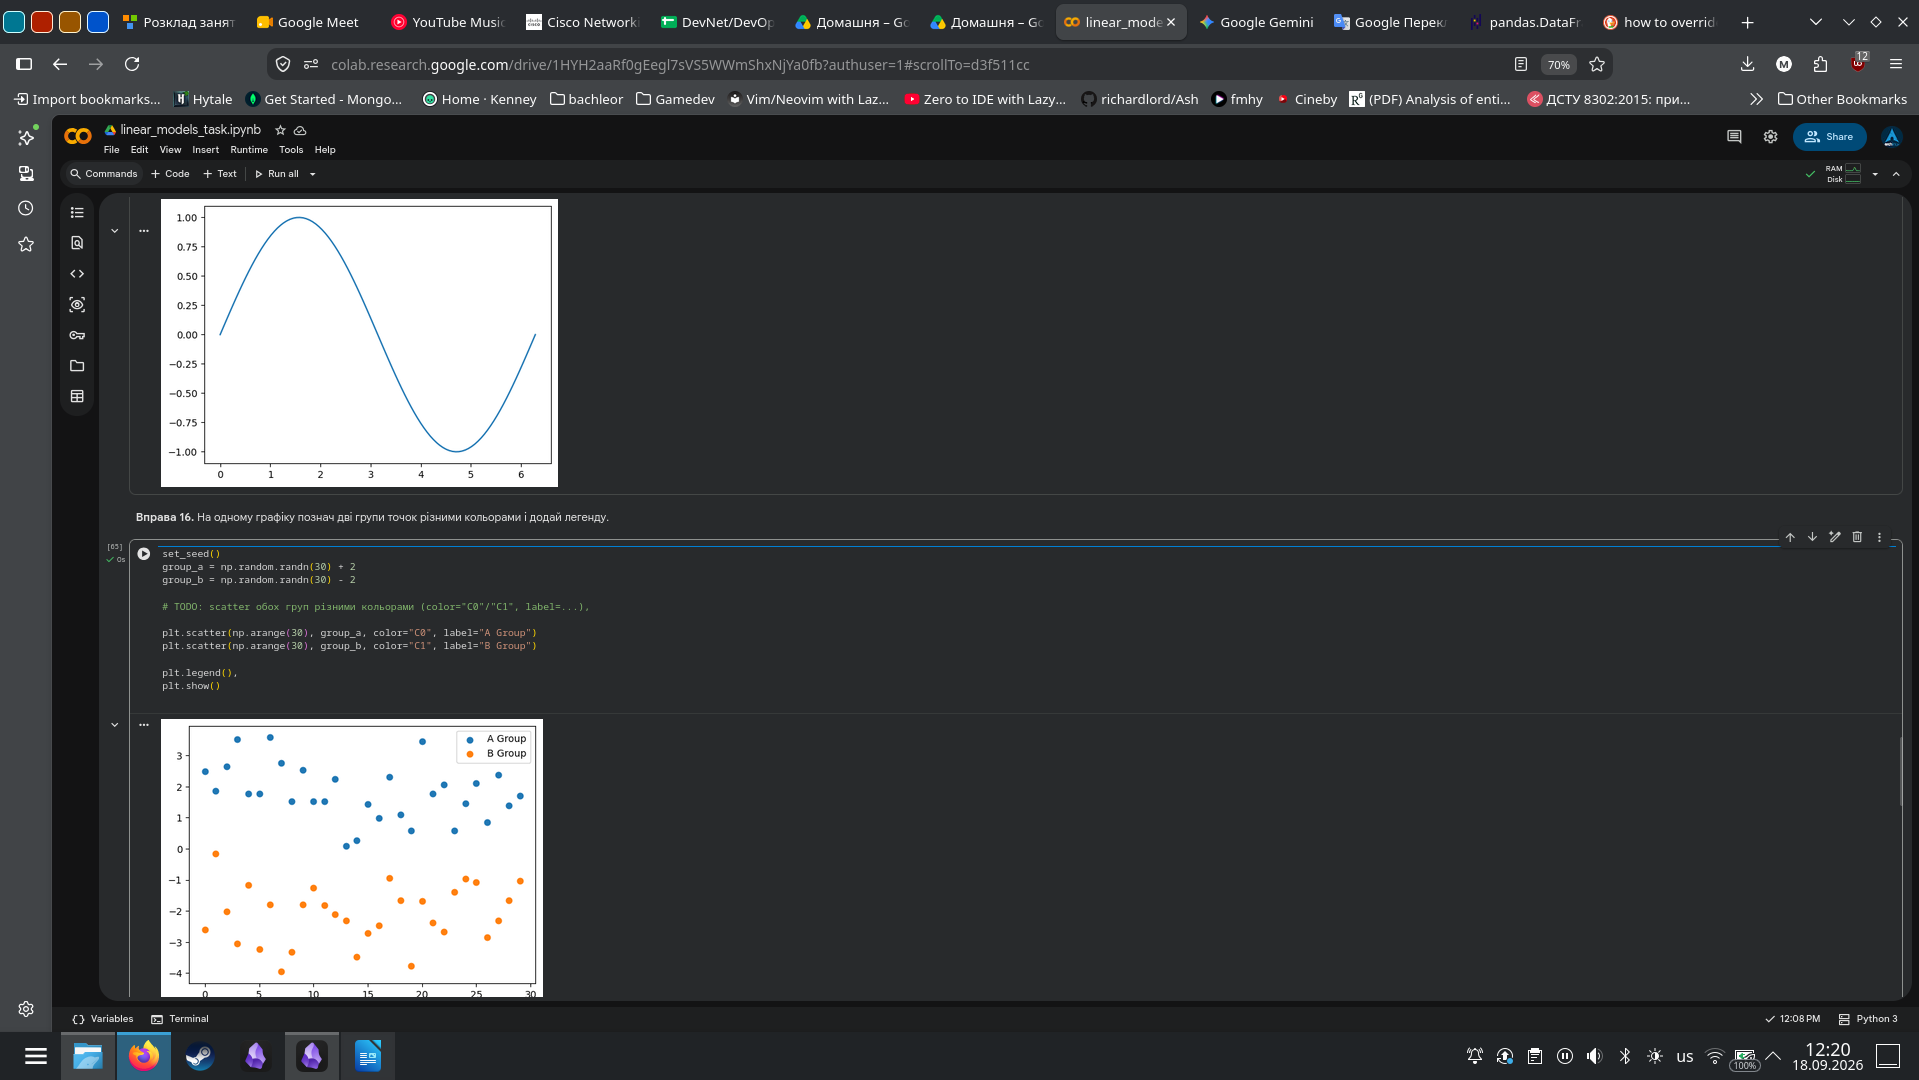 Розклад занят
Google Meet
YouTube Music
Cisco Networki
DevNet/DevOp
Домашня – Go
Домашня – Go
linear_mode
Google Gemini
Google Перекл
pandas.DataFr
how to overrid
colab.research.google.com/drive/1HYH2aaRf0gEegl7sVS5WWmShxNjYa0fb?authuser=1#scrollTo=d3f511cc
70%
12
Import bookmarks...
Hytale
Get Started - Mongo...
Home · Kenney
bachleor
Gamedev
Vim/Neovim with Laz...
Zero to IDE with Lazy...
richardlord/Ash
fmhy
Cineby
(PDF) Analysis of enti...
ДСТУ 8302:2015: при...
Other Bookmarks
linear_models_task.ipynb
Share
File Edit View Insert Runtime Tools Help
Commands + Code + Text Run all
RAM
Disk
1.00
0.75
0.50
0.25
0.00
−0.25
−0.50
−0.75
−1.00
0 1 2 3 4 5 6
Вправа 16. На одному графіку познач дві групи точок різними кольорами і додай легенду.
[65]
0s
set_seed()
group_a = np.random.randn(30) + 2
group_b = np.random.randn(30) - 2
# TODO: scatter обох груп різними кольорами (color="C0"/"C1", label=...),
plt.scatter(np.arange(30), group_a, color="C0", label="A Group")
plt.scatter(np.arange(30), group_b, color="C1", label="B Group")
plt.legend(),
plt.show()
A Group
B Group
3
2
1
0
−1
−2
−3
−4
0 5 10 15 20 25 30
Variables
Terminal
12:08 PM
Python 3
us
100%
12:20
18.09.2026